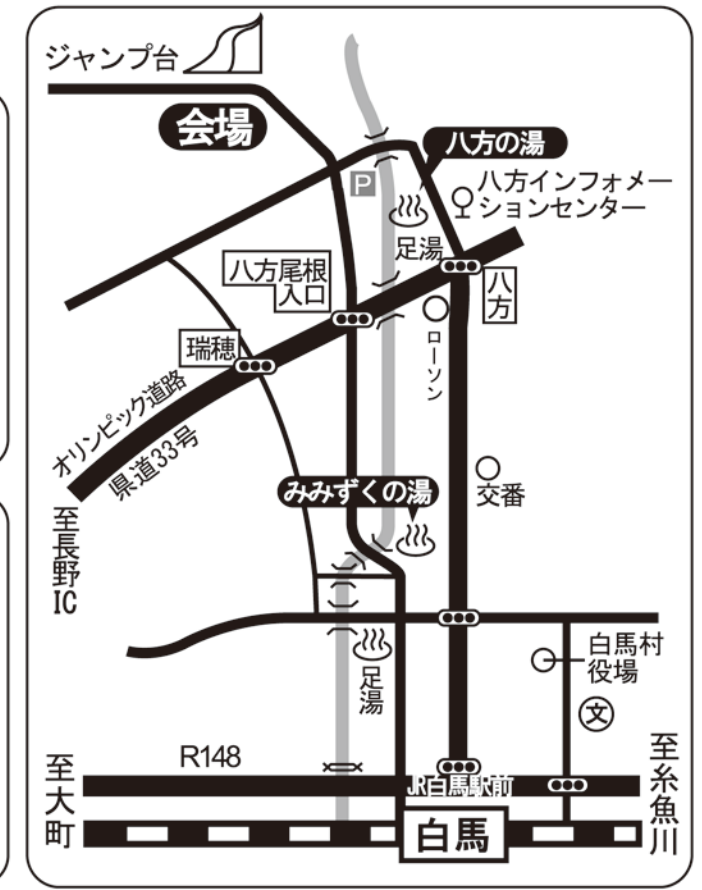 ジャンプ台
会場
八方の湯
P
八方インフォメー
ションセンター
足湯
八方尾根
入口
八方
瑞穂
ローソン
オリンピック道路
県道33号
みみずくの湯
交番
至長野IC
白馬村
役場
足湯
文
R148
至大町
JR白馬駅前
至糸魚川
白馬